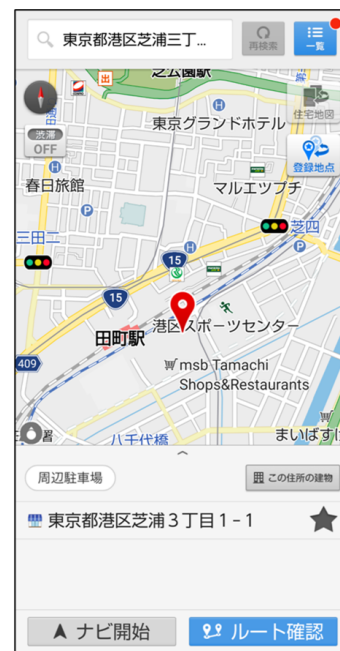 東京都港区芝浦三丁...
再検索
一覧
出
芝公園駅
東京グランドホテル
住宅地図
渋滞
OFF
H
登録地点
H
春日旅館
マルエツプチ
P
三田二
芝四
15
P
15
田町駅
港区スポーツセンター
409
msb Tamachi
Shops&Restaurants
署
八千代橋
まいばすけ
周辺駐車場
この住所の建物
東京都港区芝浦3丁目1-1
ナビ開始
ルート確認